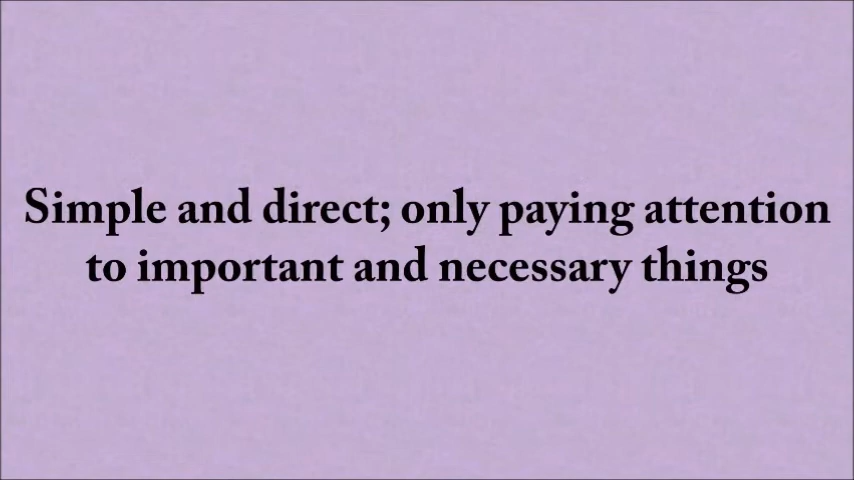 Simple and direct; only paying attention
to important and necessary things